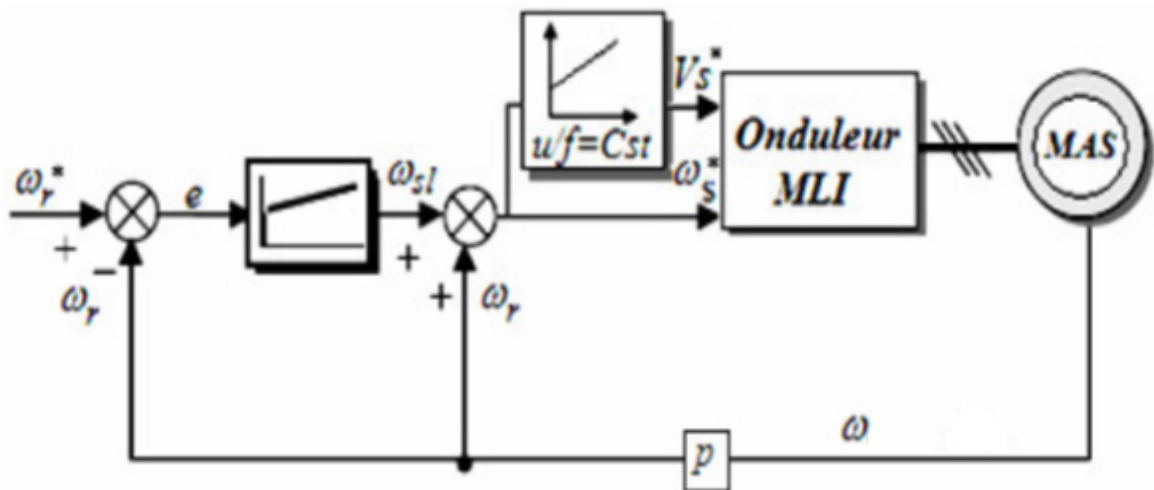 Vs*
u/f=Cst
Onduleur
MLI
MAS
ωr*
e
ωsl
ωs*
+
−
+
+
ωr
ωr
p
ω